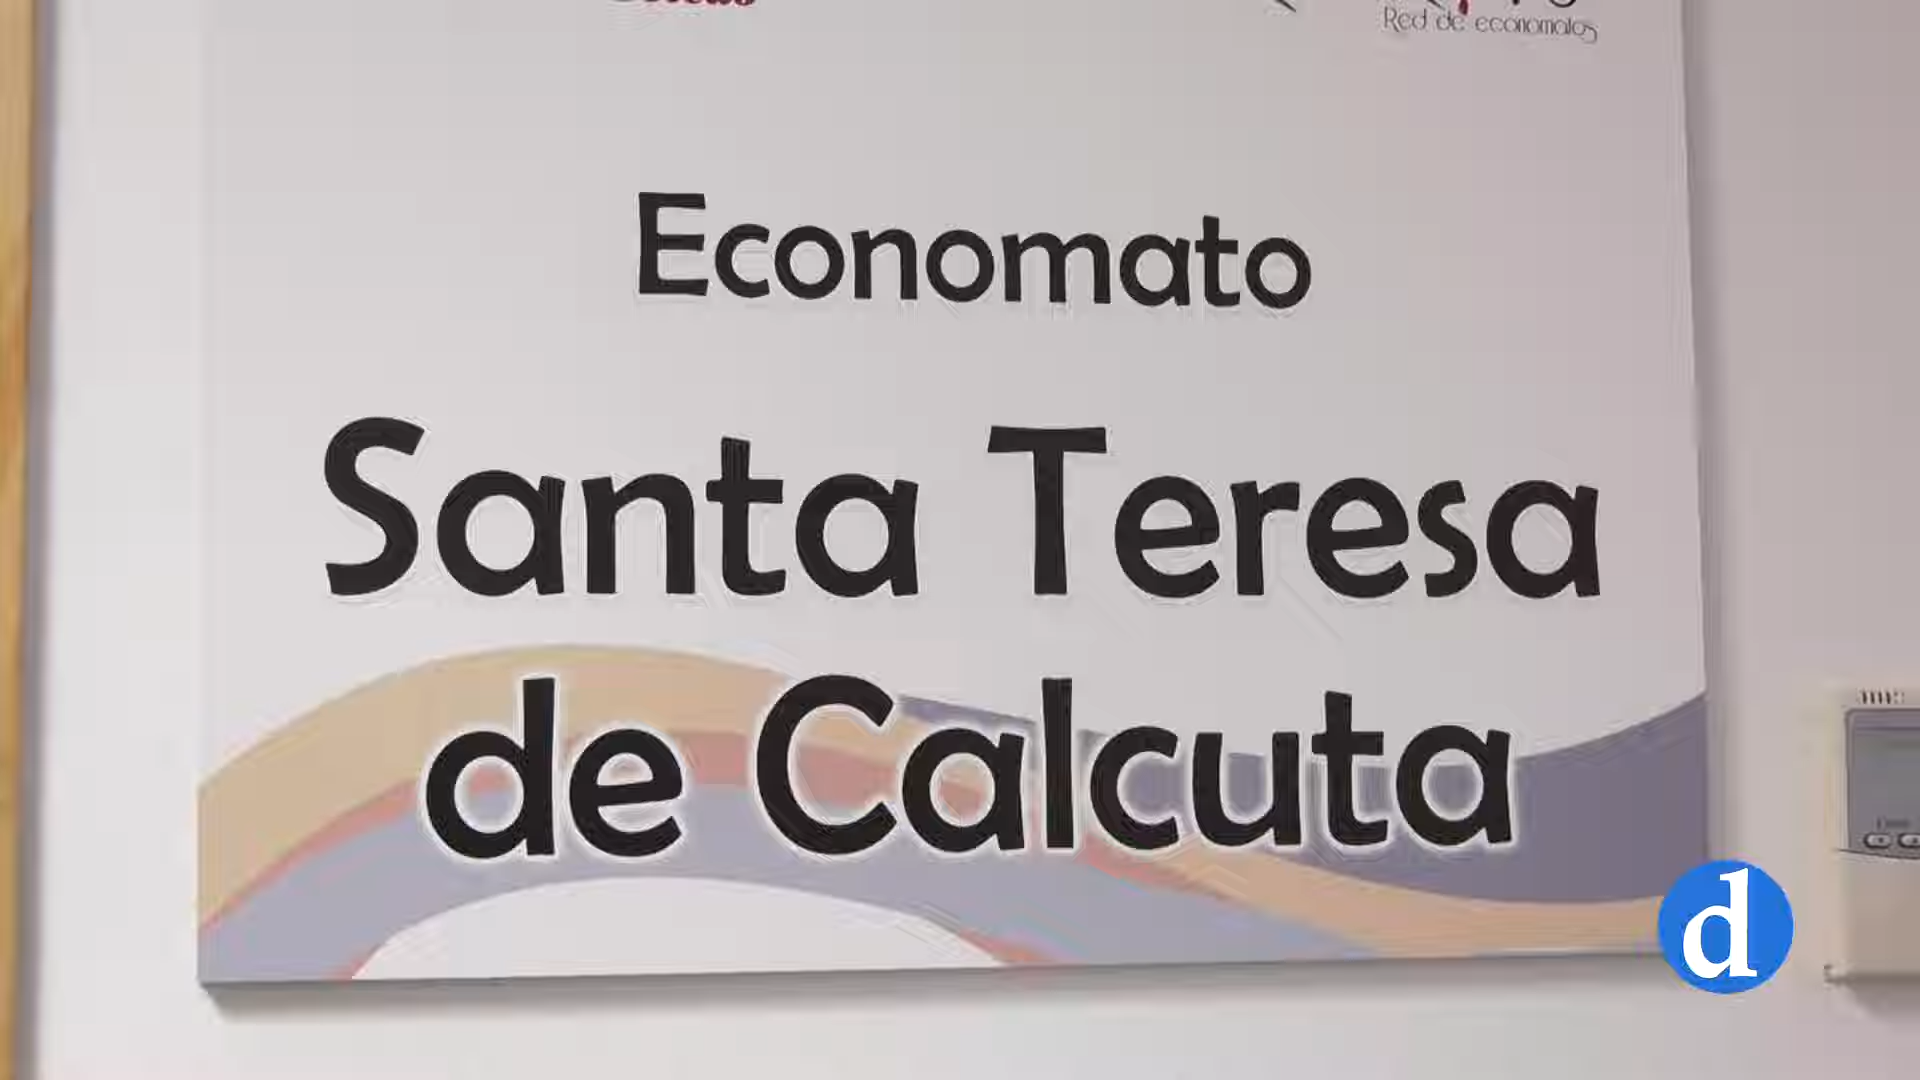 Red de economatos
Economato
Santa Teresa
de Calcuta
d